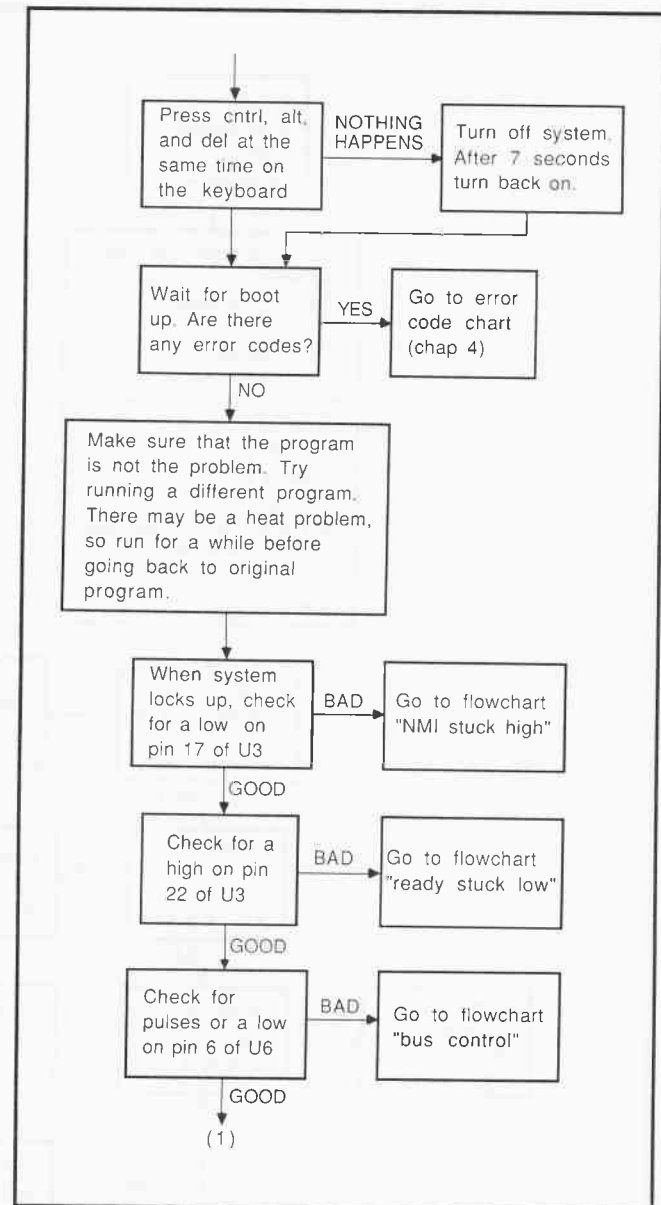 Press cntrl, alt,
and del at the
same time on
the keyboard
NOTHING
HAPPENS
Turn off system.
After 7 seconds
turn back on.
Wait for boot
up. Are there
any error codes?
YES
Go to error
code chart
(chap 4)
NO
Make sure that the program
is not the problem. Try
running a different program.
There may be a heat problem,
so run for a while before
going back to original
program.
When system
locks up, check
for a low on
pin 17 of U3
BAD
Go to flowchart
"NMI stuck high"
GOOD
Check for a
high on pin
22 of U3
BAD
Go to flowchart
"ready stuck low"
GOOD
Check for
pulses or a low
on pin 6 of U6
BAD
Go to flowchart
"bus control"
GOOD
(1)